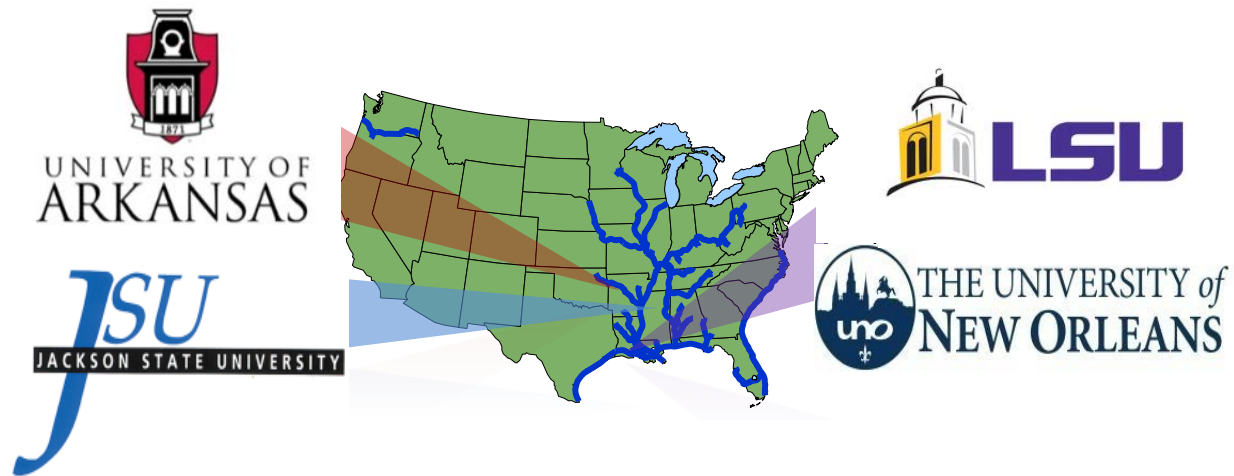 1871
UNIVERSITY OF
ARKANSAS
JSU
JACKSON STATE UNIVERSITY
LSU
uno
THE UNIVERSITY of
NEW ORLEANS